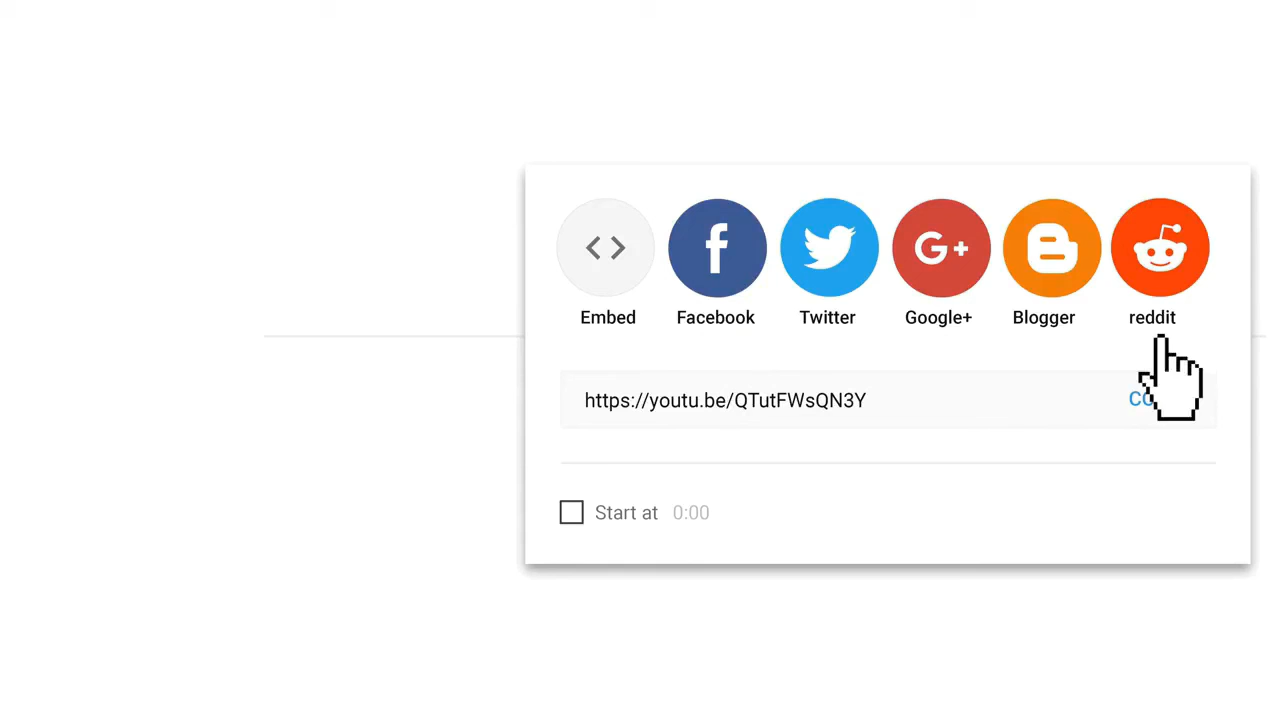 Embed Facebook Twitter Google+ Blogger reddit
https://youtu.be/QTutFWsQN3Y
Start at 0:00